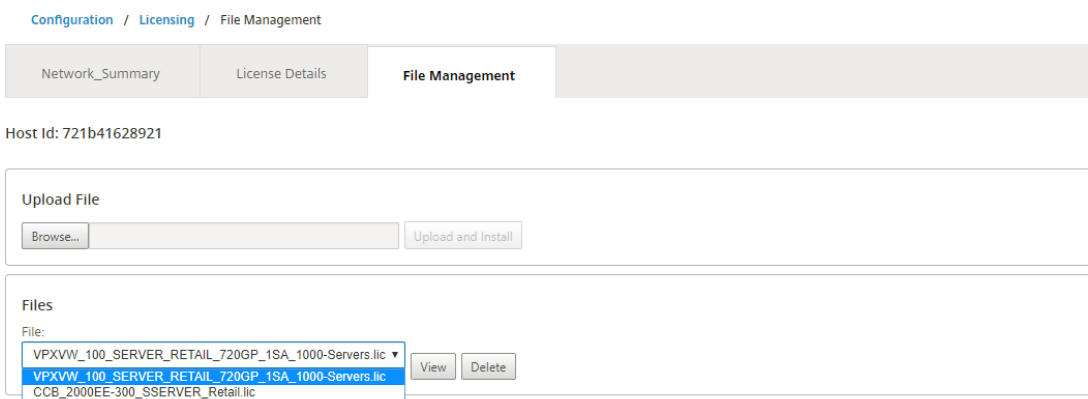 Configuration / Licensing / File Management
Network_Summary License Details File Management
Host Id: 721b41628921
Upload File
Browse... Upload and Install
Files
File:
VPXVW_100_SERVER_RETAIL_720GP_1SA_1000-Servers.lic View Delete
VPXVW_100_SERVER_RETAIL_720GP_1SA_1000-Servers.lic
CCB_2000EE-300_SSERVER_Retail.lic